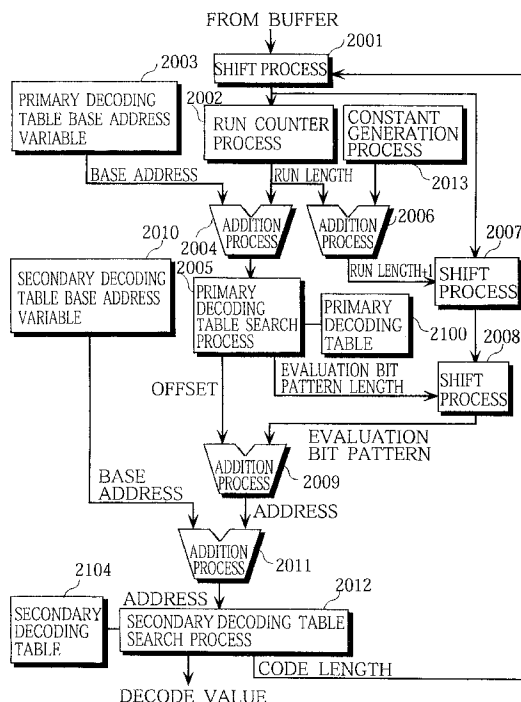 FROM BUFFER
2001
2003
SHIFT PROCESS
2002
PRIMARY DECODING
TABLE BASE ADDRESS
VARIABLE
RUN COUNTER
PROCESS
CONSTANT
GENERATION
PROCESS
2013
BASE ADDRESS
RUN LENGTH
ADDITION
PROCESS
2004
ADDITION
PROCESS
2006
2007
2010
2005
RUN LENGTH+1
SHIFT
PROCESS
SECONDARY DECODING
TABLE BASE ADDRESS
VARIABLE
PRIMARY
DECODING
TABLE SEARCH
PROCESS
PRIMARY
DECODING
TABLE
2100
2008
EVALUATION BIT
PATTERN LENGTH
SHIFT
PROCESS
OFFSET
EVALUATION
BIT PATTERN
ADDITION
PROCESS
2009
BASE
ADDRESS
ADDRESS
ADDITION
PROCESS
2011
2104
ADDRESS
2012
SECONDARY
DECODING
TABLE
SECONDARY DECODING TABLE
SEARCH PROCESS
CODE LENGTH
DECODE VALUE